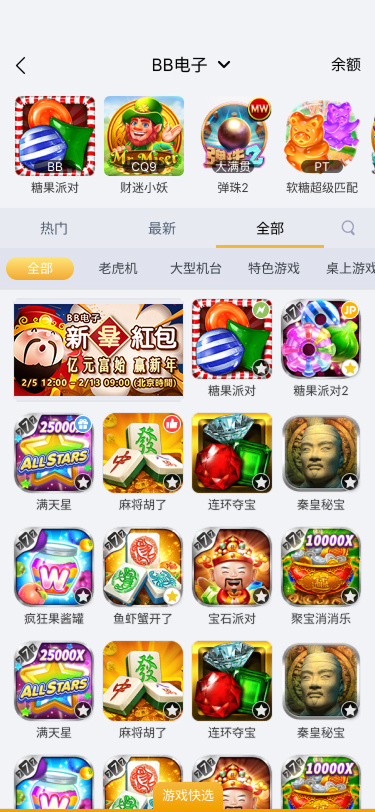 BB电子
余额
BB
CQ9
MW
大满贯
PT
糖果派对
财迷小妖
弹珠2
软糖超级匹配
热门
最新
全部
全部
老虎机
大型机台
特色游戏
桌上游戏
BB电子
新旱紅包
亿元富始 赢新年
2/5 12:00 – 2/18 09:00 (北京時間)
N
JP
糖果派对
糖果派对2
25000
ALL STARS
發
中
满天星
麻将胡了
连环夺宝
秦皇秘宝
W
10000X
疯狂果酱罐
鱼虾蟹开了
宝石派对
聚宝消消乐
25000X
ALL STARS
發
中
满天星
麻将胡了
连环夺宝
秦皇秘宝
10000X
游戏快选